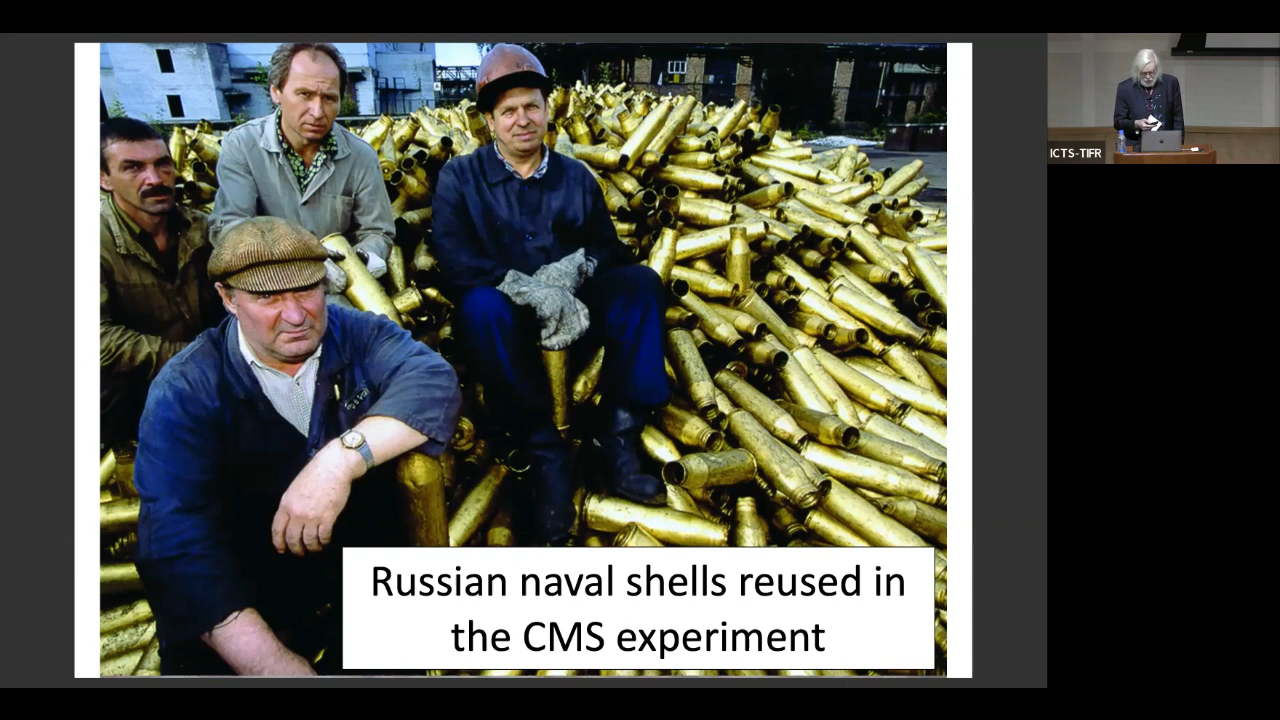 ICTS-TIFR
Russian naval shells reused in
the CMS experiment